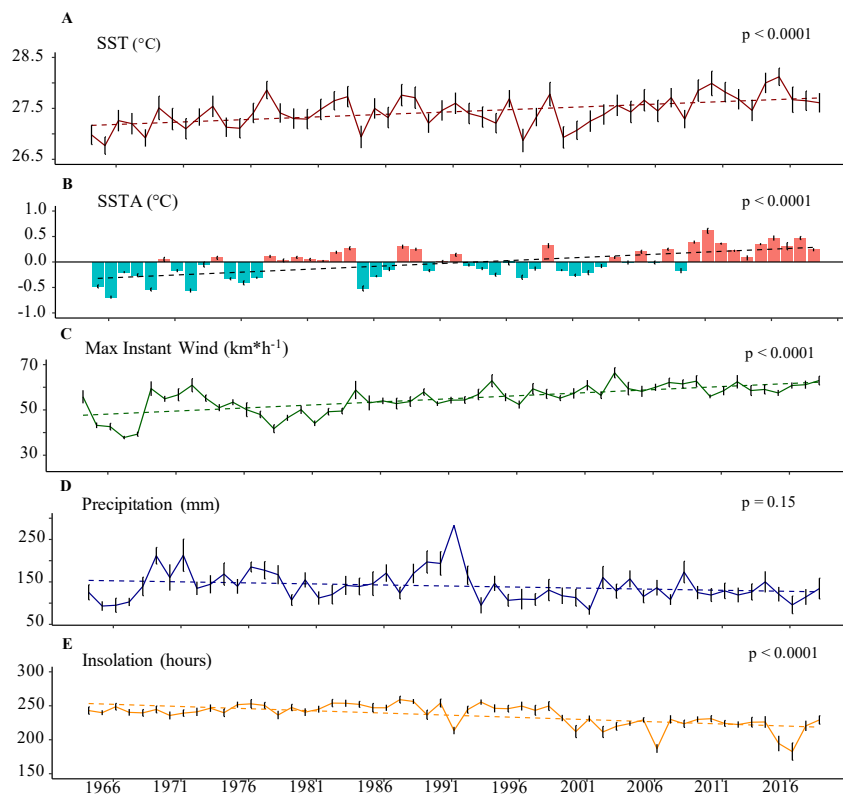 A
SST (°C)
p < 0.0001
28.5
27.5
26.5
B
SSTA (°C)
p < 0.0001
1.0
0.5
0.0
-0.5
-1.0
C
Max Instant Wind (km*h-1)
p < 0.0001
70
50
30
D
Precipitation (mm)
p = 0.15
250
150
50
E
Insolation (hours)
p < 0.0001
300
250
200
150
1966 1971 1976 1981 1986 1991 1996 2001 2006 2011 2016